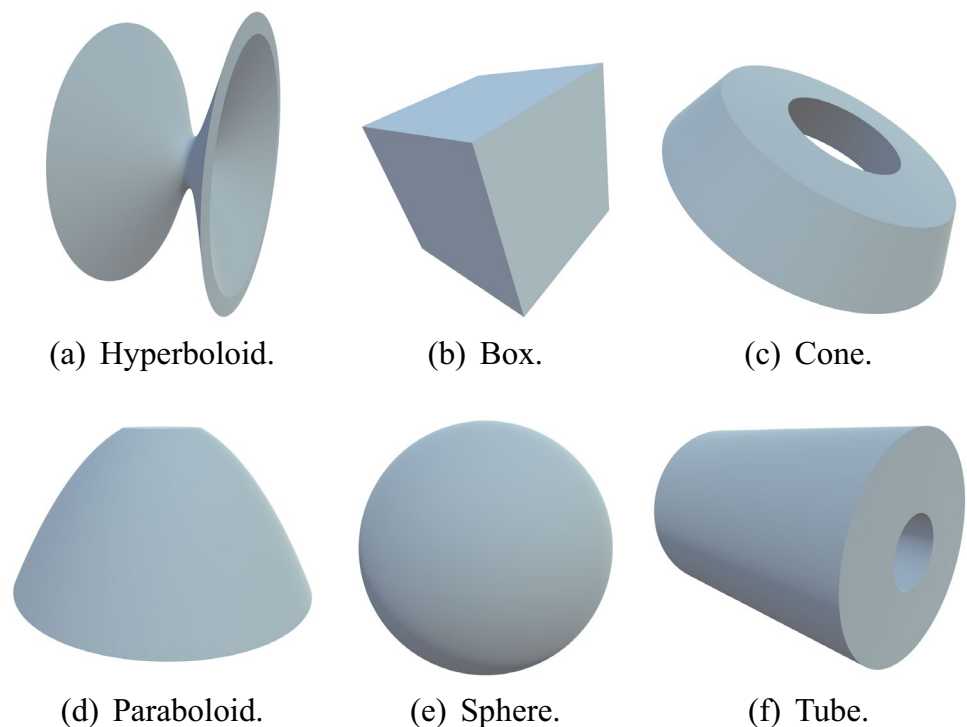 (a) Hyperboloid.
(b) Box.
(c) Cone.
(d) Paraboloid.
(e) Sphere.
(f) Tube.